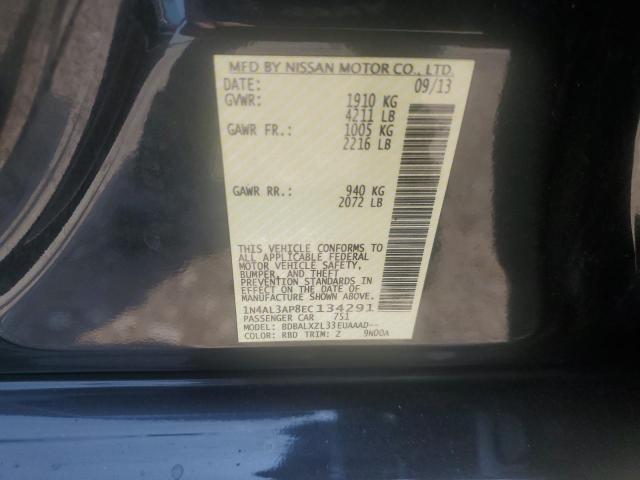 MFD BY NISSAN MOTOR CO., LTD.
DATE: 09/13
GVWR: 1910 KG
4211 LB
GAWR FR.: 1005 KG
2216 LB
GAWR RR.: 940 KG
2072 LB
THIS VEHICLE CONFORMS TO
ALL APPLICABLE FEDERAL
MOTOR VEHICLE SAFETY,
BUMPER, AND THEFT
PREVENTION STANDARDS
IN EFFECT ON THE DATE OF
MANUFACTURE SHOWN ABOVE.
1N4AL3AP8EC134291
PASSENGER CAR 751
MODEL: BDBALXZL33EUAAAD--
COLOR: RBD TRIM: Z 9N00A